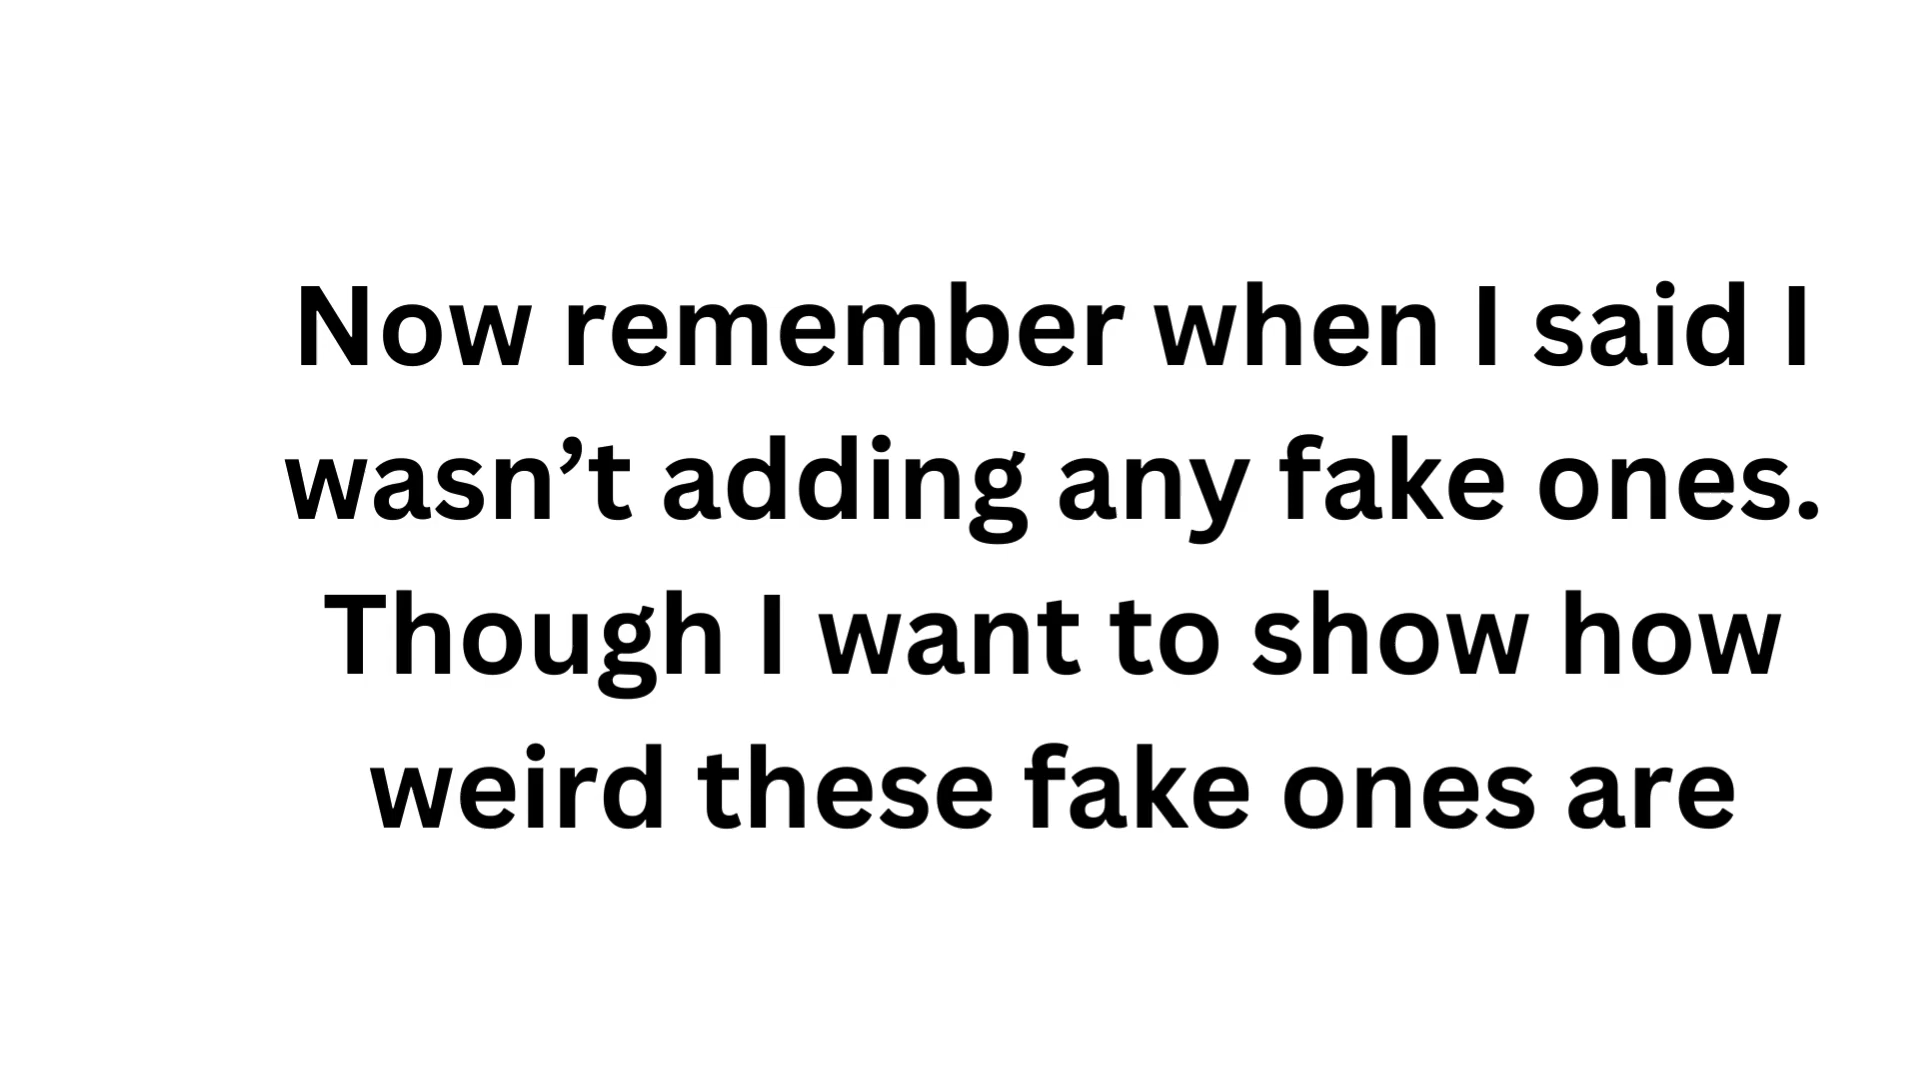 Now remember when I said I
wasn’t adding any fake ones.
Though I want to show how
weird these fake ones are